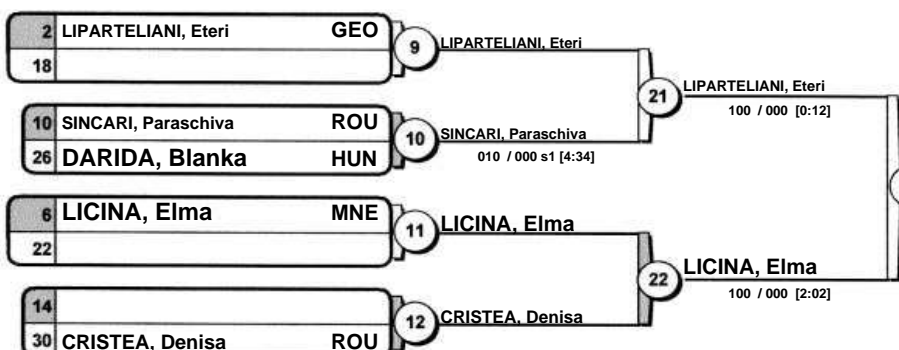 2 LIPARTELIANI, Eteri GEO
18
9 LIPARTELIANI, Eteri
10 SINCARI, Paraschiva ROU
26 DARIDA, Blanka HUN
10 SINCARI, Paraschiva
010 / 000 s1 [4:34]
21 LIPARTELIANI, Eteri
100 / 000 [0:12]
6 LICINA, Elma MNE
22
11 LICINA, Elma
14
30 CRISTEA, Denisa ROU
12 CRISTEA, Denisa
22 LICINA, Elma
100 / 000 [2:02]